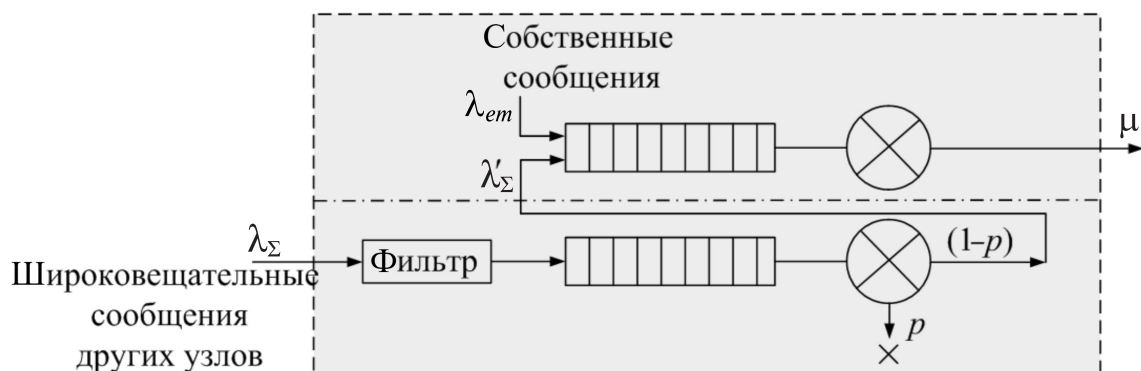 Собственные
сообщения
λem
μ
λ′Σ
λΣ
(1–p)
Фильтр
Широковещательные
сообщения
других узлов
p